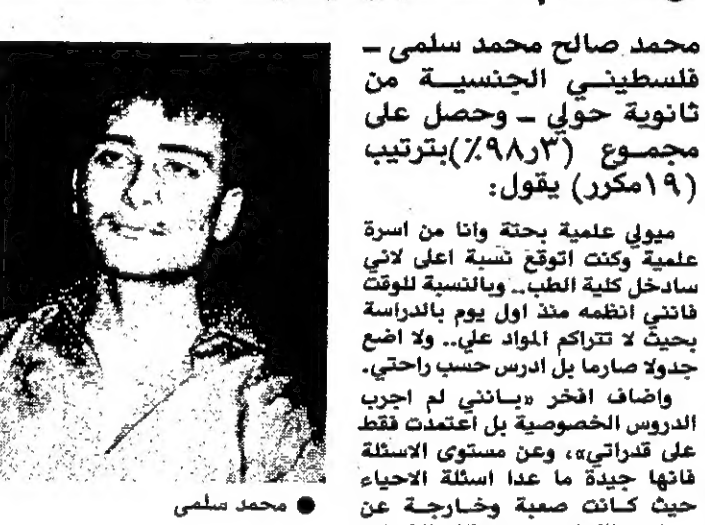 محمد صالح محمد سلمى ــ
فلسطيني الجنسية من
ثانوية حولي ــ وحصل على
مجموع (٩٨٫٣٪) بترتيب
(١٩مكرر) يقول:
ميولي علمية بحتة وانا من اسرة
علمية وكنت اتوقع نسبة اعلى لاني
سادخل كلية الطب.. وبالنسبة للوقت
فانني انظمه منذ اول يوم بالدراسة
بحيث لا تتراكم المواد علي.. ولا اضع
جدولا صارما بل ادرس حسب راحتي.
واضاف افخر «بانني لم اجرب
الدروس الخصوصية بل اعتمدت فقط
على قدراتي»، وعن مستوى الاسئلة
فانها جيدة ما عدا اسئلة الاحياء
حيث كانت صعبة وخارجة عن
● محمد سلمى